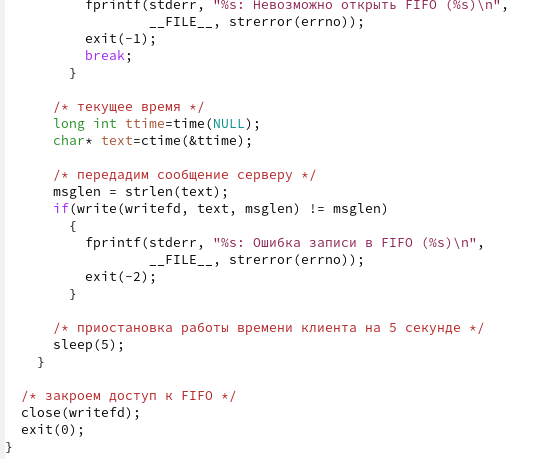 fprintf(stderr, "%s: Невозможно открыть FIFO (%s)\n",
__FILE__, strerror(errno));
exit(-1);
break;
}
/* текущее время */
long int ttime=time(NULL);
char* text=ctime(&ttime);
/* передадим сообщение серверу */
msglen = strlen(text);
if(write(writefd, text, msglen) != msglen)
{
fprintf(stderr, "%s: Ошибка записи в FIFO (%s)\n",
__FILE__, strerror(errno));
exit(-2);
}
/* приостановка работы времени клиента на 5 секунде */
sleep(5);
}
/* закроем доступ к FIFO */
close(writefd);
exit(0);
}